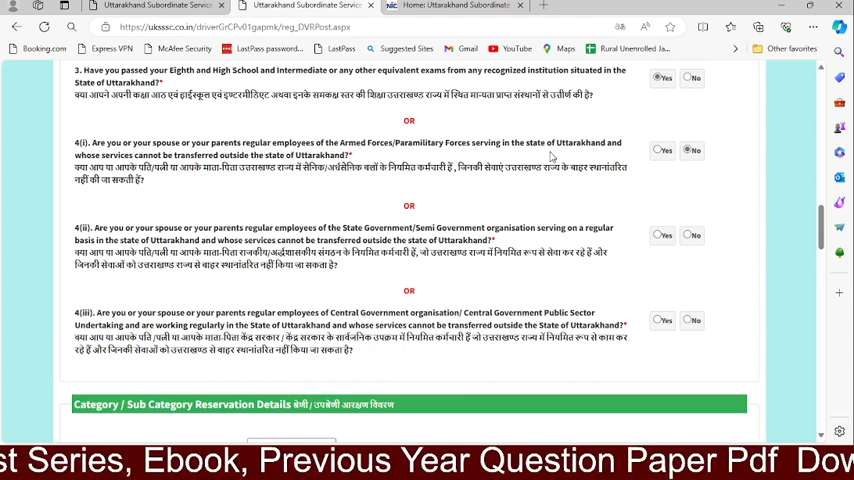 Uttarakhand Subordinate Service
Uttarakhand Subordinate Service
Home: Uttarakhand Subordinate
https://uksssc.co.in/driverGrCPv01gapmk/reg_DVRPost.aspx
Booking.com
Express VPN
McAfee Security
LastPass password...
LastPass
Suggested Sites
Gmail
YouTube
Maps
Rural Unenrolled Ja...
Other favorites
3. Have you passed your Eighth and High School and Intermediate or any other equivalent exams from any recognized institution situated in the
State of Uttarakhand?*
क्या आपने अपनी कक्षा आठ एवं हाईस्कूल एवं इण्टरमीडिएट अथवा इनके समकक्ष स्तर की शिक्षा उत्तराखण्ड राज्य में स्थित मान्यता प्राप्त संस्थानों से उत्तीर्ण की है?
Yes No
OR
4(i). Are you or your spouse or your parents regular employees of the Armed Forces/Paramilitary Forces serving in the state of Uttarakhand and
whose services cannot be transferred outside the state of Uttarakhand?*
क्या आप या आपके पति/पत्नी या आपके माता-पिता उत्तराखण्ड राज्य में सैनिक/अर्धसैनिक बलों के नियमित कर्मचारी हैं , जिनकी सेवाएं उत्तराखण्ड राज्य के बाहर स्थानांतरित
नहीं की जा सकती हैं?
Yes No
OR
4(ii). Are you or your spouse or your parents regular employees of the State Government/Semi Government organisation serving on a regular
basis in the state of Uttarakhand and whose services cannot be transferred outside the state of Uttarakhand?*
क्या आप या आपके पति/पत्नी या आपके माता-पिता राजकीय/अर्द्धशासकीय संगठन के नियमित कर्मचारी हैं, जो उत्तराखण्ड राज्य में नियमित रूप से सेवा कर रहे हैं और
जिनकी सेवाओं को उत्तराखण्ड राज्य से बाहर स्थानांतरित नहीं किया जा सकता है?
Yes No
OR
4(iii). Are you or your spouse or your parents regular employees of Central Government organisation/ Central Government Public Sector
Undertaking and are working regularly in the State of Uttarakhand and whose services cannot be transferred outside the State of Uttarakhand?*
क्या आप या आपके पति /पत्नी या आपके माता-पिता केंद्र सरकार / केंद्र सरकार के सार्वजनिक उपक्रम में नियमित कर्मचारी हैं जो उत्तराखण्ड राज्य में नियमित रूप से काम कर
रहे हैं और जिनकी सेवाओं को उत्तराखण्ड से बाहर स्थानांतरित नहीं किया जा सकता है?
Yes No
Category / Sub Category Reservation Details श्रेणी / उपश्रेणी आरक्षण विवरण
st Series, Ebook, Previous Year Question Paper Pdf Dow